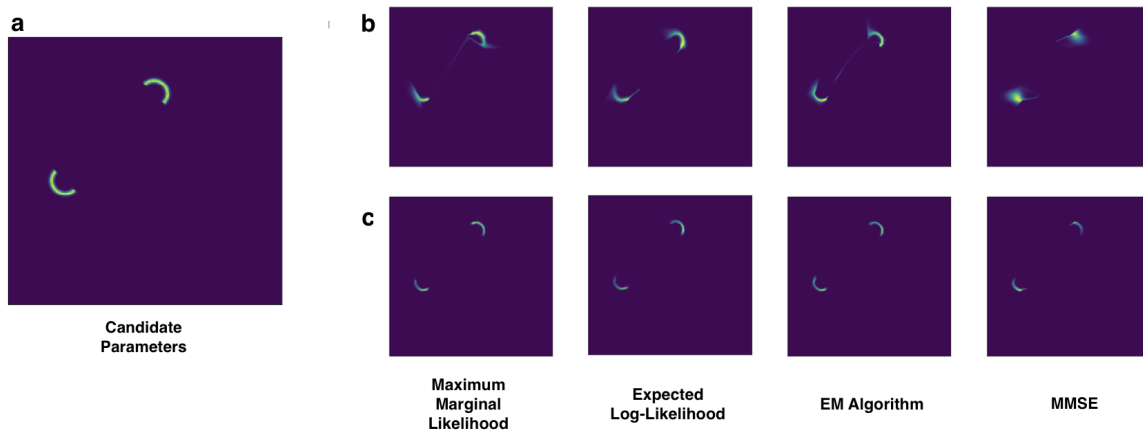 a
b
c
Candidate
Parameters
Maximum
Marginal
Likelihood
Expected
Log-Likelihood
EM Algorithm
MMSE